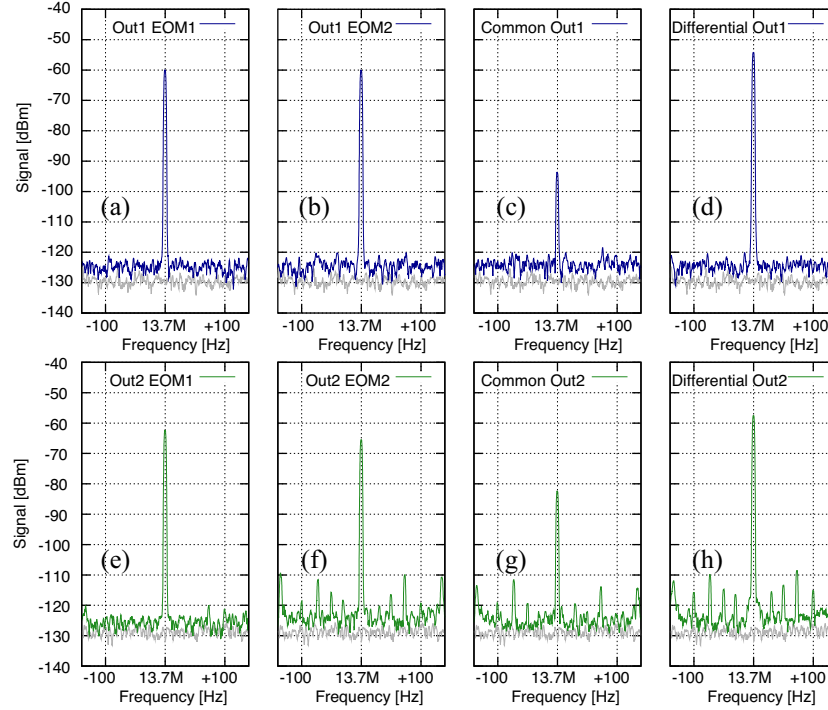 -40
-50
-60
-70
-80
-90
-100
-110
-120
-130
-140
Signal [dBm]
Out1 EOM1
(a)
-100 13.7M +100
Frequency [Hz]
Out1 EOM2
(b)
-100 13.7M +100
Frequency [Hz]
Common Out1
(c)
-100 13.7M +100
Frequency [Hz]
Differential Out1
(d)
-100 13.7M +100
Frequency [Hz]
-40
-50
-60
-70
-80
-90
-100
-110
-120
-130
-140
Signal [dBm]
Out2 EOM1
(e)
-100 13.7M +100
Frequency [Hz]
Out2 EOM2
(f)
-100 13.7M +100
Frequency [Hz]
Common Out2
(g)
-100 13.7M +100
Frequency [Hz]
Differential Out2
(h)
-100 13.7M +100
Frequency [Hz]